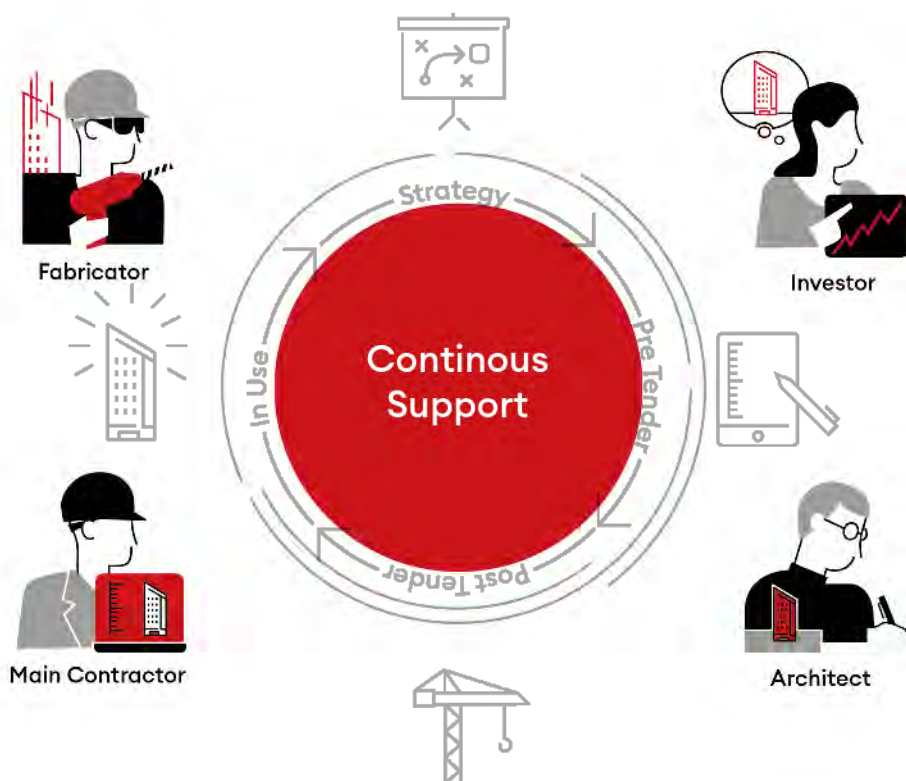 Strategy
Fabricator
Investor
Pre Tender
In Use
Continous
Support
Post Tender
Main Contractor
Architect